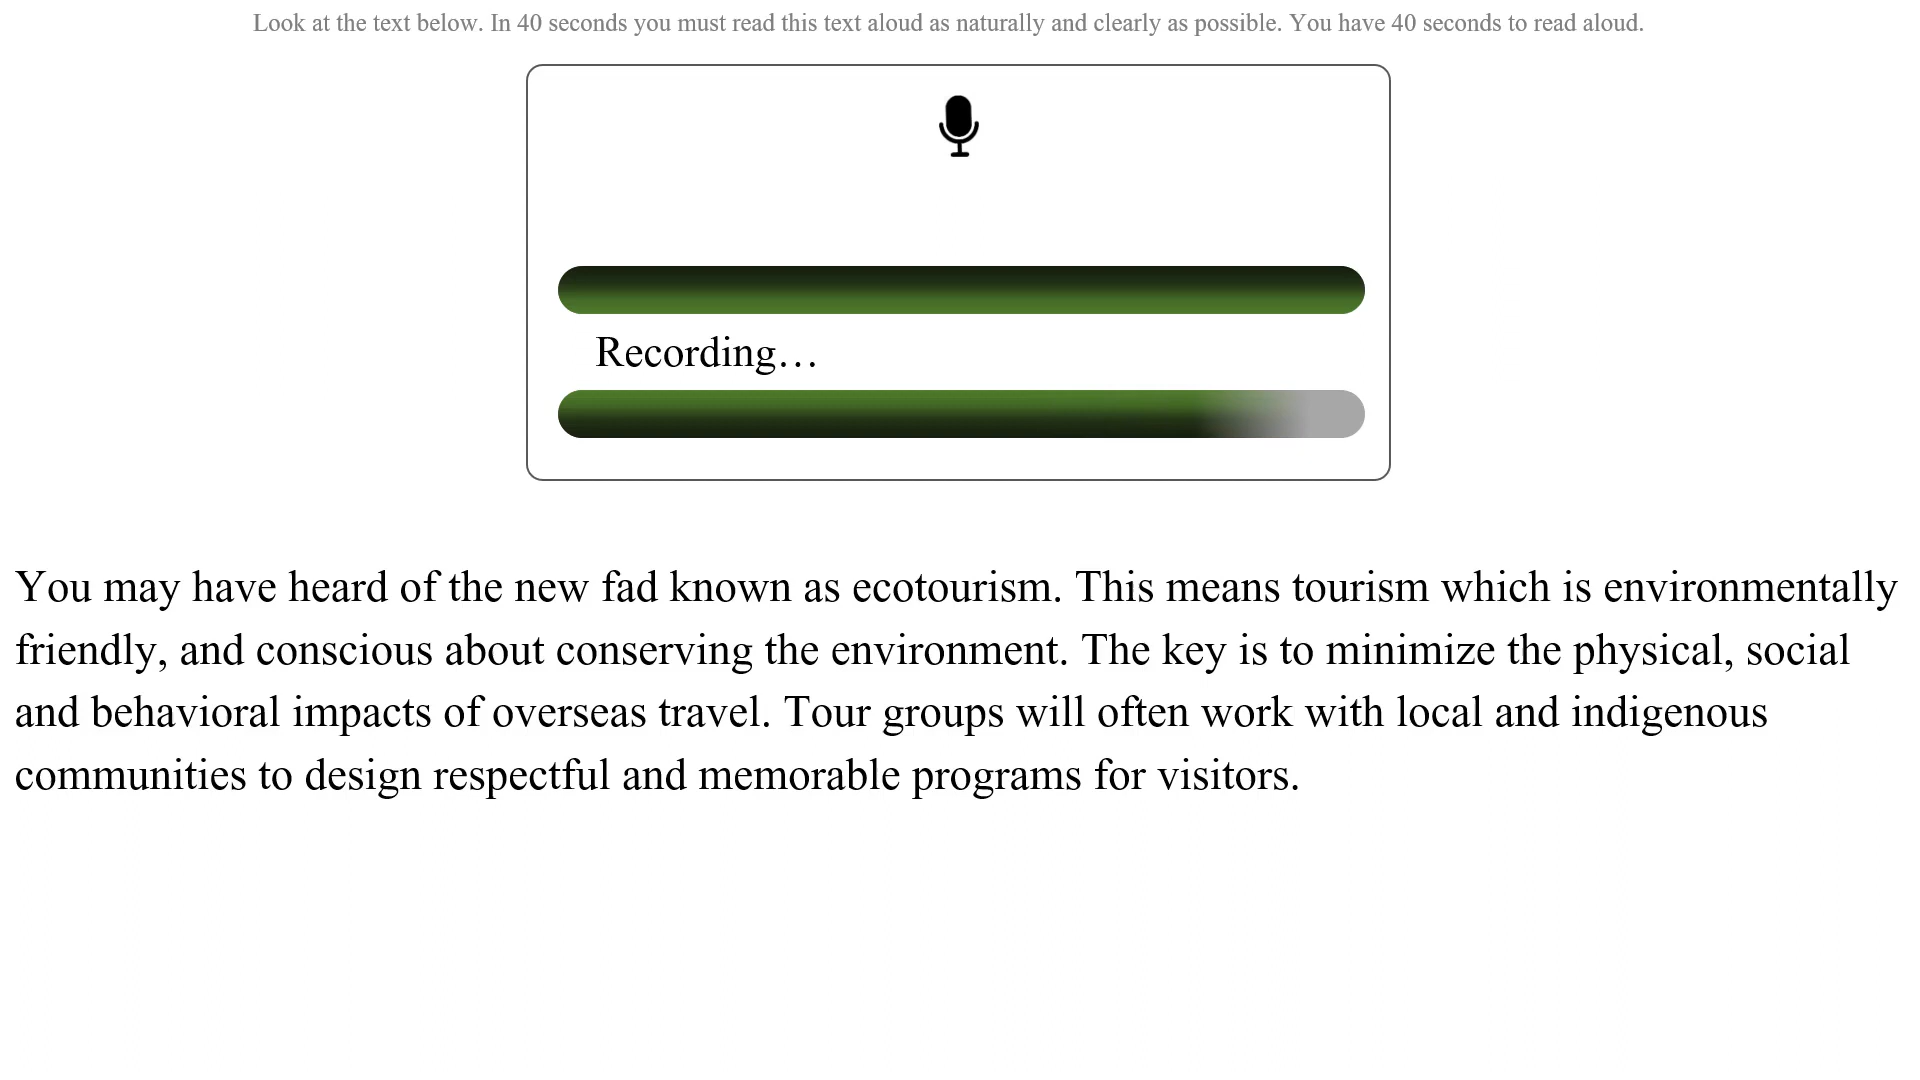 Look at the text below. In 40 seconds you must read this text aloud as naturally and clearly as possible. You have 40 seconds to read aloud.
Recording…
You may have heard of the new fad known as ecotourism. This means tourism which is environmentally
friendly, and conscious about conserving the environment. The key is to minimize the physical, social
and behavioral impacts of overseas travel. Tour groups will often work with local and indigenous
communities to design respectful and memorable programs for visitors.